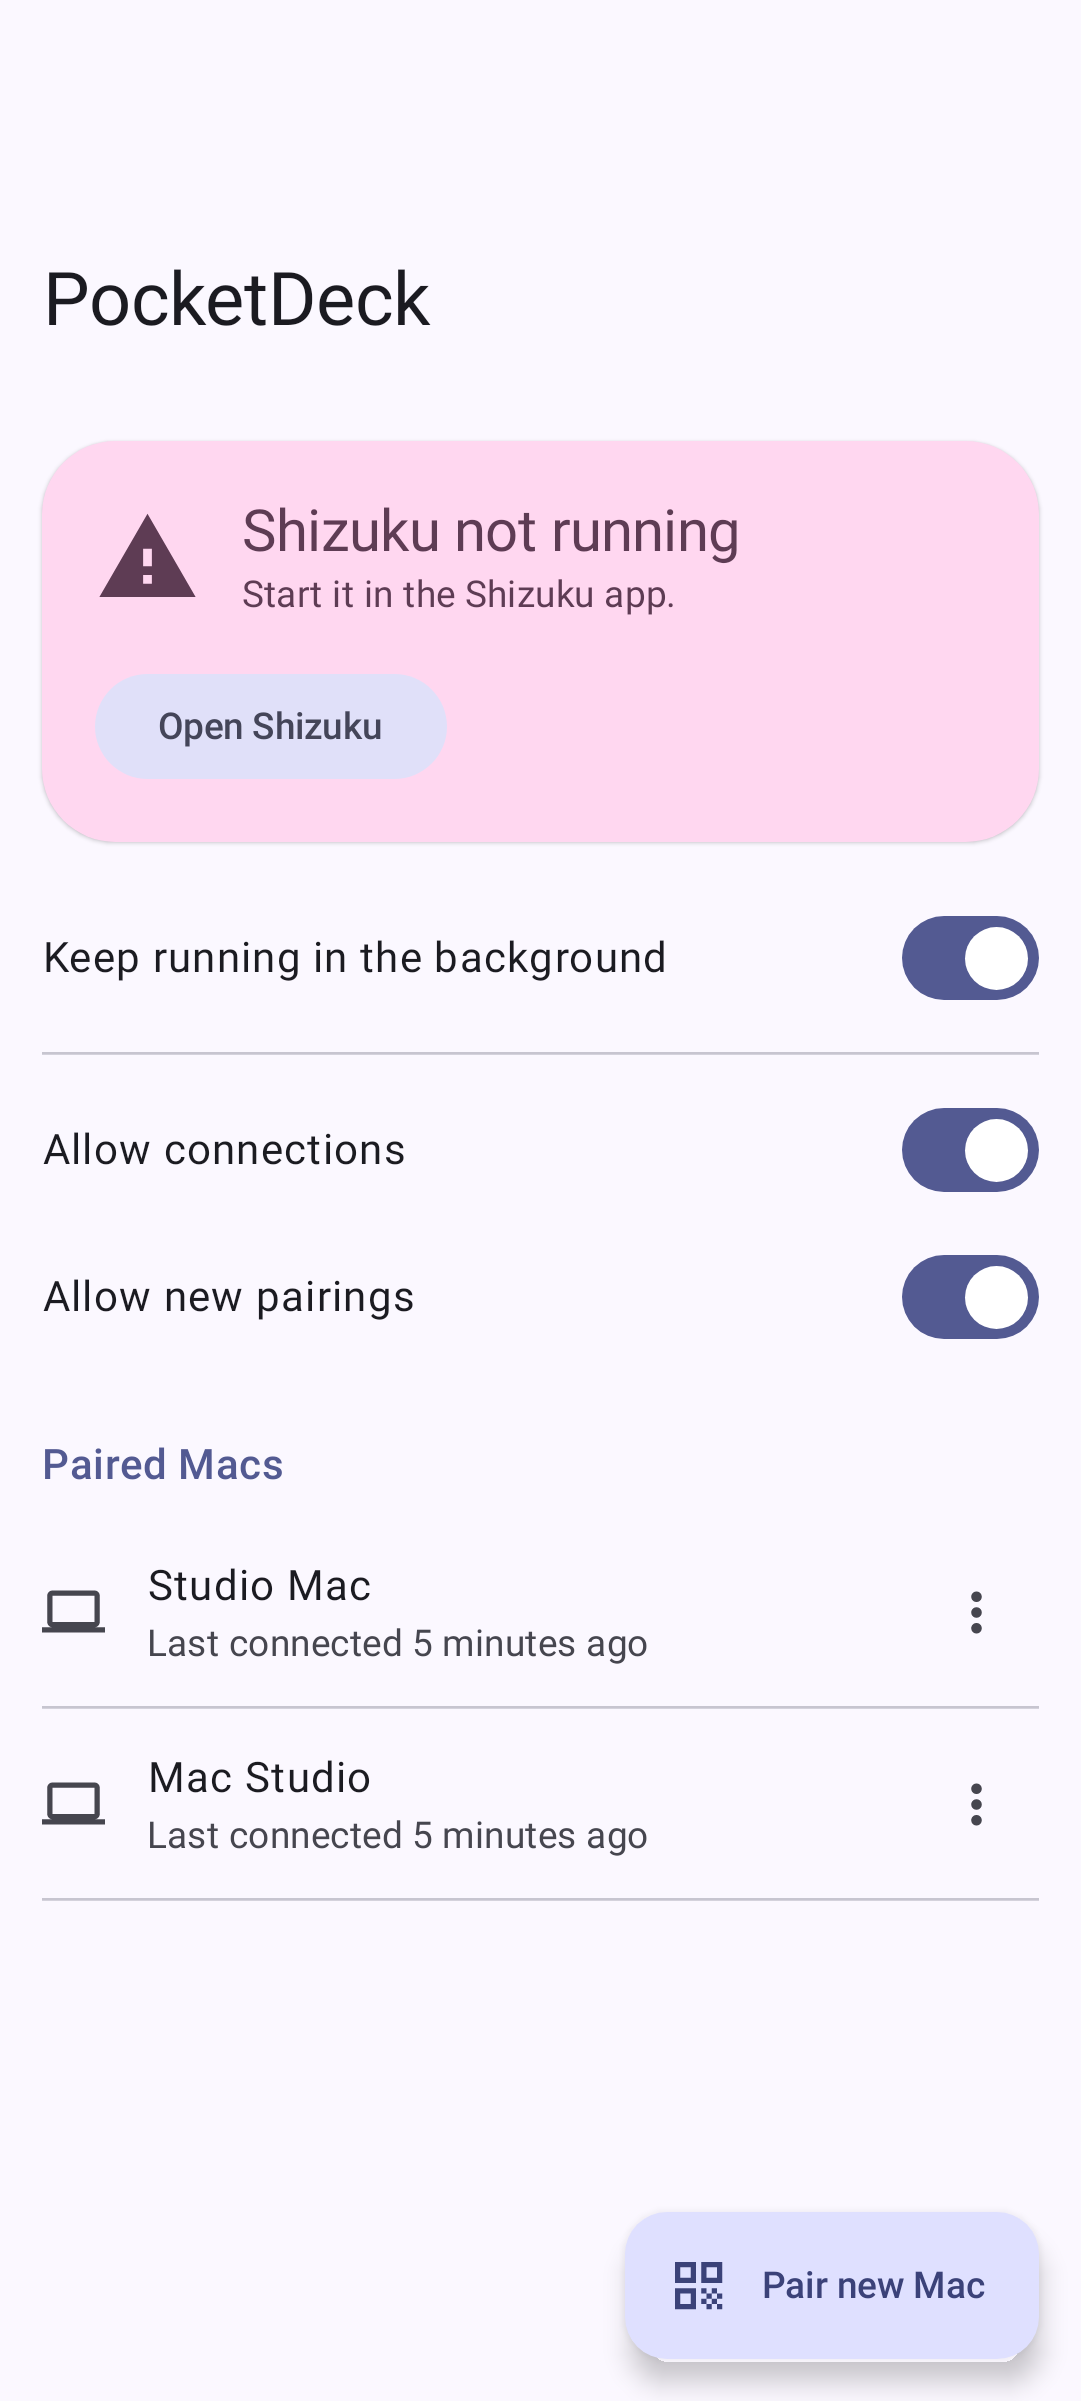 PocketDeck
Shizuku not running
Start it in the Shizuku app.
Open Shizuku
Keep running in the background
Allow connections
Allow new pairings
Paired Macs
Studio Mac
Last connected 5 minutes ago
Mac Studio
Last connected 5 minutes ago
Pair new Mac